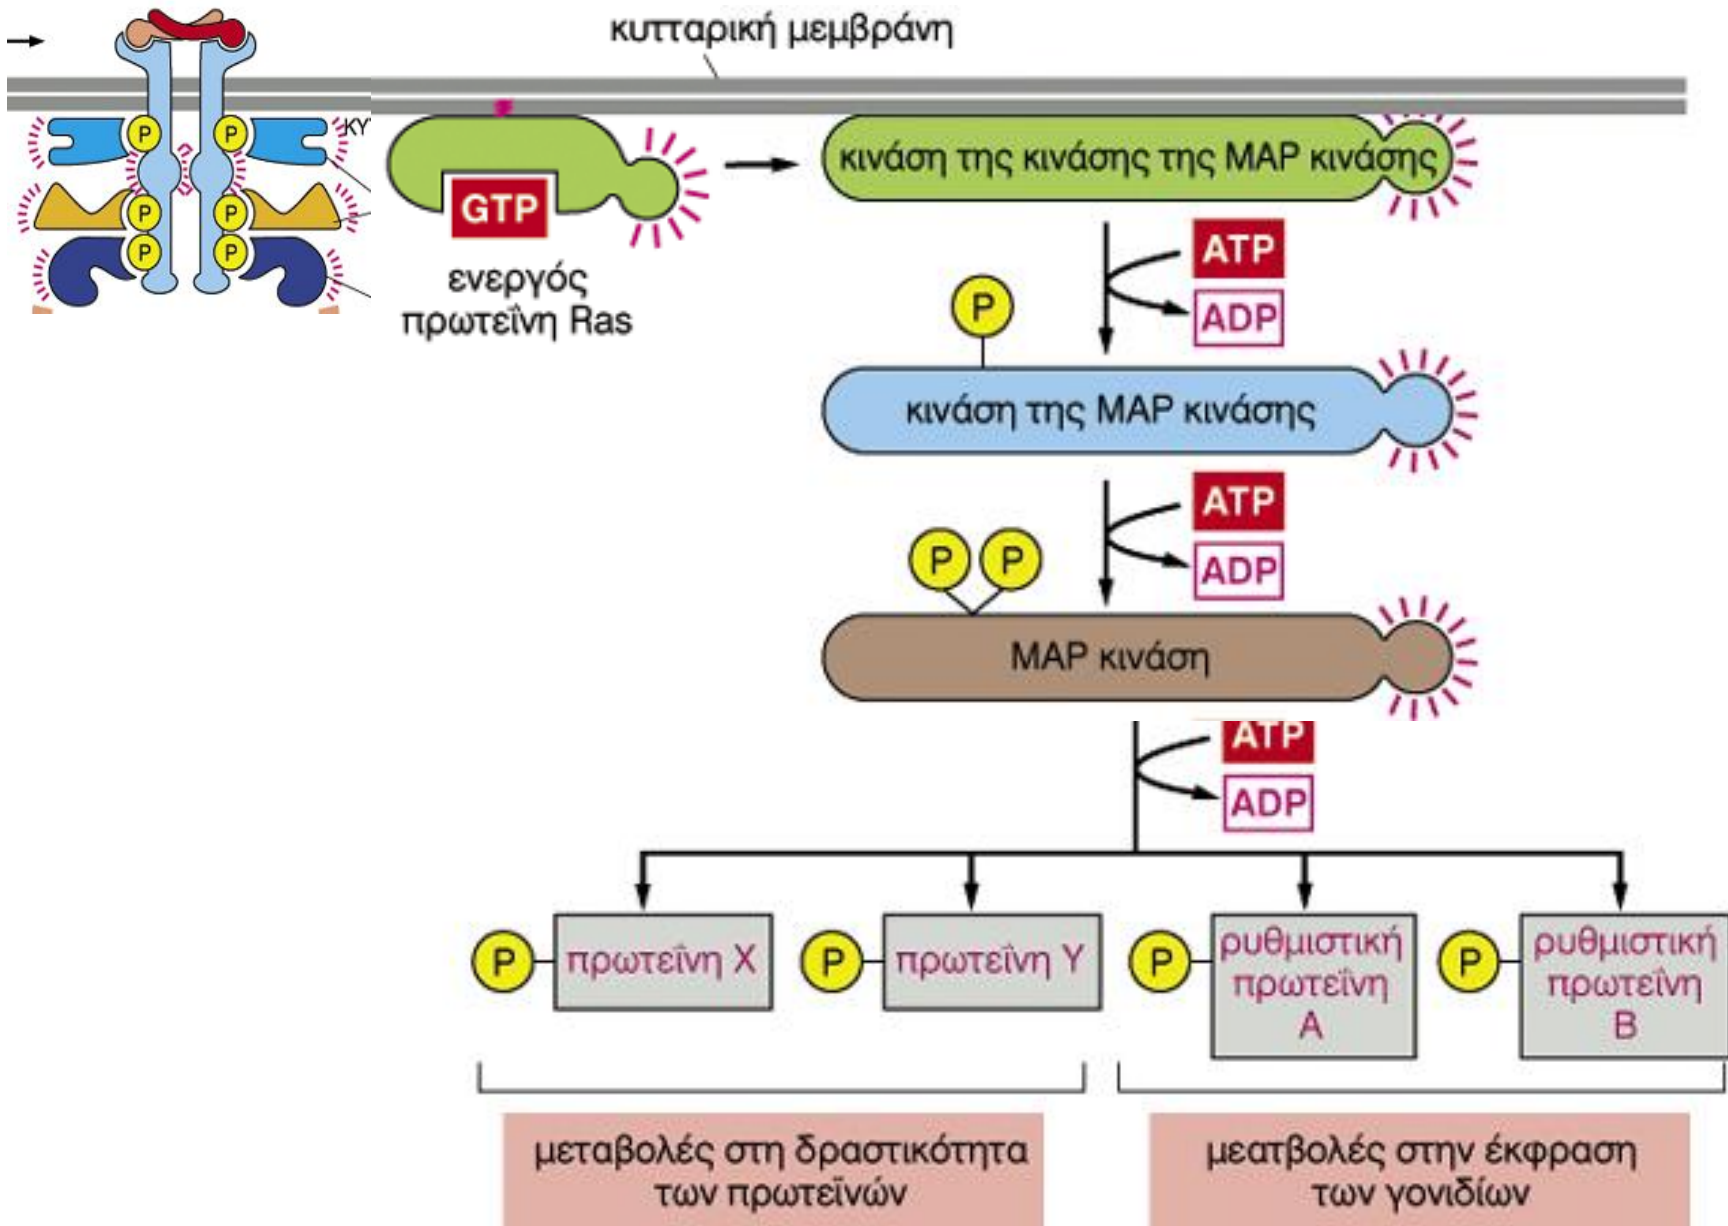 κυτταρική μεμβράνη
P
P
ΚΥ
P
P
P
P
GTP
ενεργός
πρωτεΐνη Ras
κινάση της κινάσης της MAP κινάσης
ATP
ADP
P
κινάση της MAP κινάσης
ATP
ADP
P
P
MAP κινάση
ATP
ADP
P
πρωτεΐνη X
P
πρωτεΐνη Y
P
ρυθμιστική
πρωτεΐνη
A
P
ρυθμιστική
πρωτεΐνη
B
μεταβολές στη δραστικότητα
των πρωτεϊνών
μεατβολές στην έκφραση
των γονιδίων